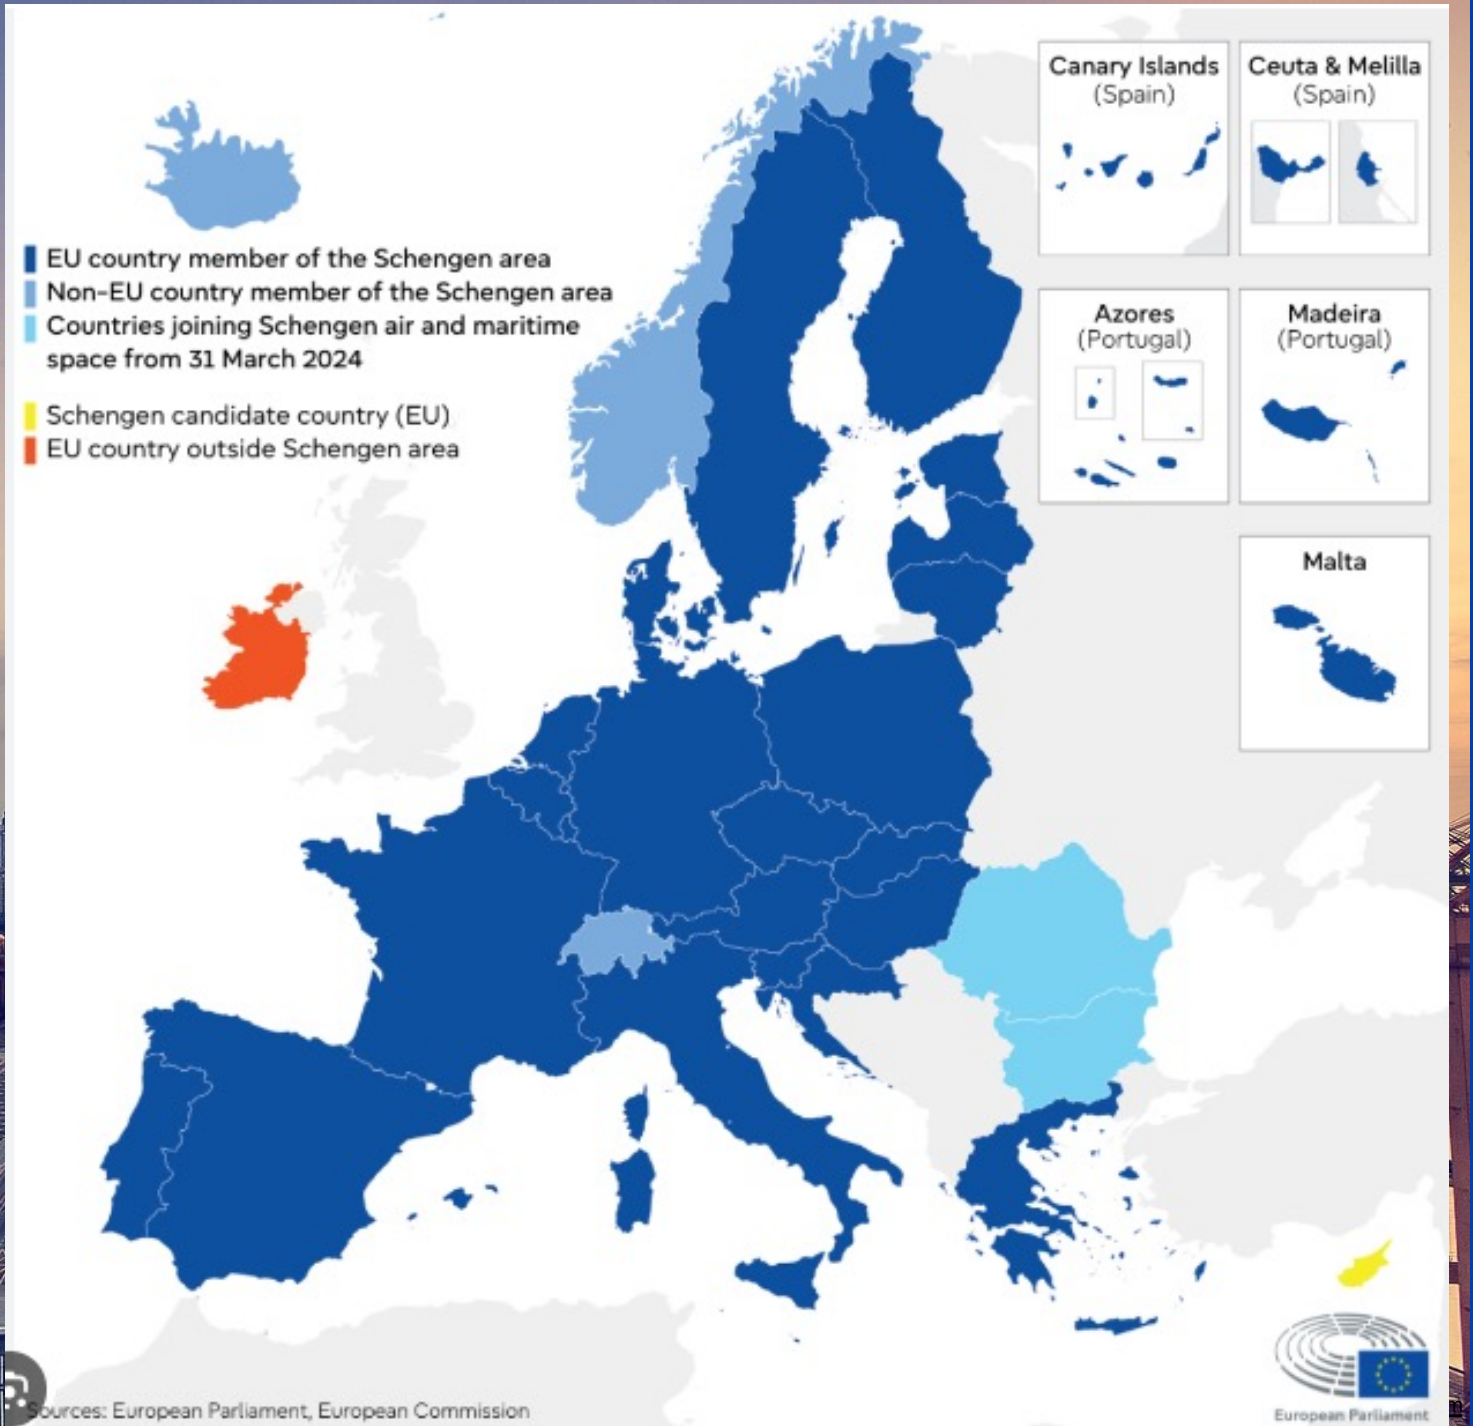 Canary Islands
(Spain)
Ceuta & Melilla
(Spain)
EU country member of the Schengen area
Non-EU country member of the Schengen area
Countries joining Schengen air and maritime
space from 31 March 2024
Schengen candidate country (EU)
EU country outside Schengen area
Azores
(Portugal)
Madeira
(Portugal)
Malta
Sources: European Parliament, European Commission
European Parliament